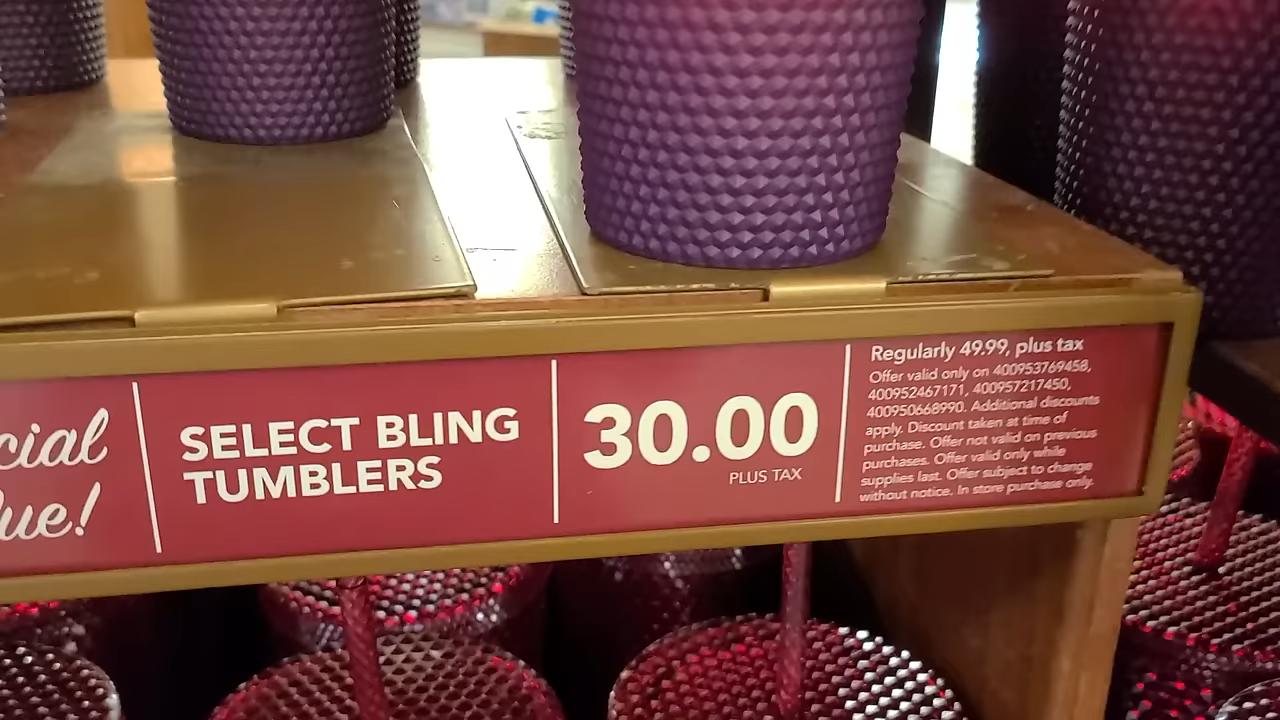 cial
lue!
SELECT BLING
TUMBLERS
30.00
PLUS TAX
Regularly 49.99, plus tax
Offer valid only on 400953769458,
400952467171, 400957217450,
400950668990. Additional discounts
apply. Discount taken at time of
purchase. Offer not valid on previous
purchases. Offer valid only while
supplies last. Offer subject to change
without notice. In store purchase only.